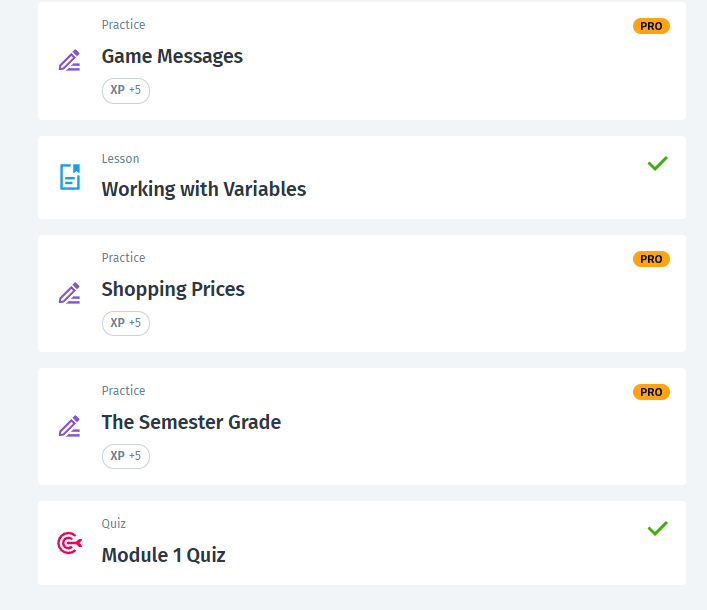 Practice
PRO
Game Messages
XP +5
Lesson
Working with Variables
Practice
PRO
Shopping Prices
XP +5
Practice
PRO
The Semester Grade
XP +5
Quiz
Module 1 Quiz